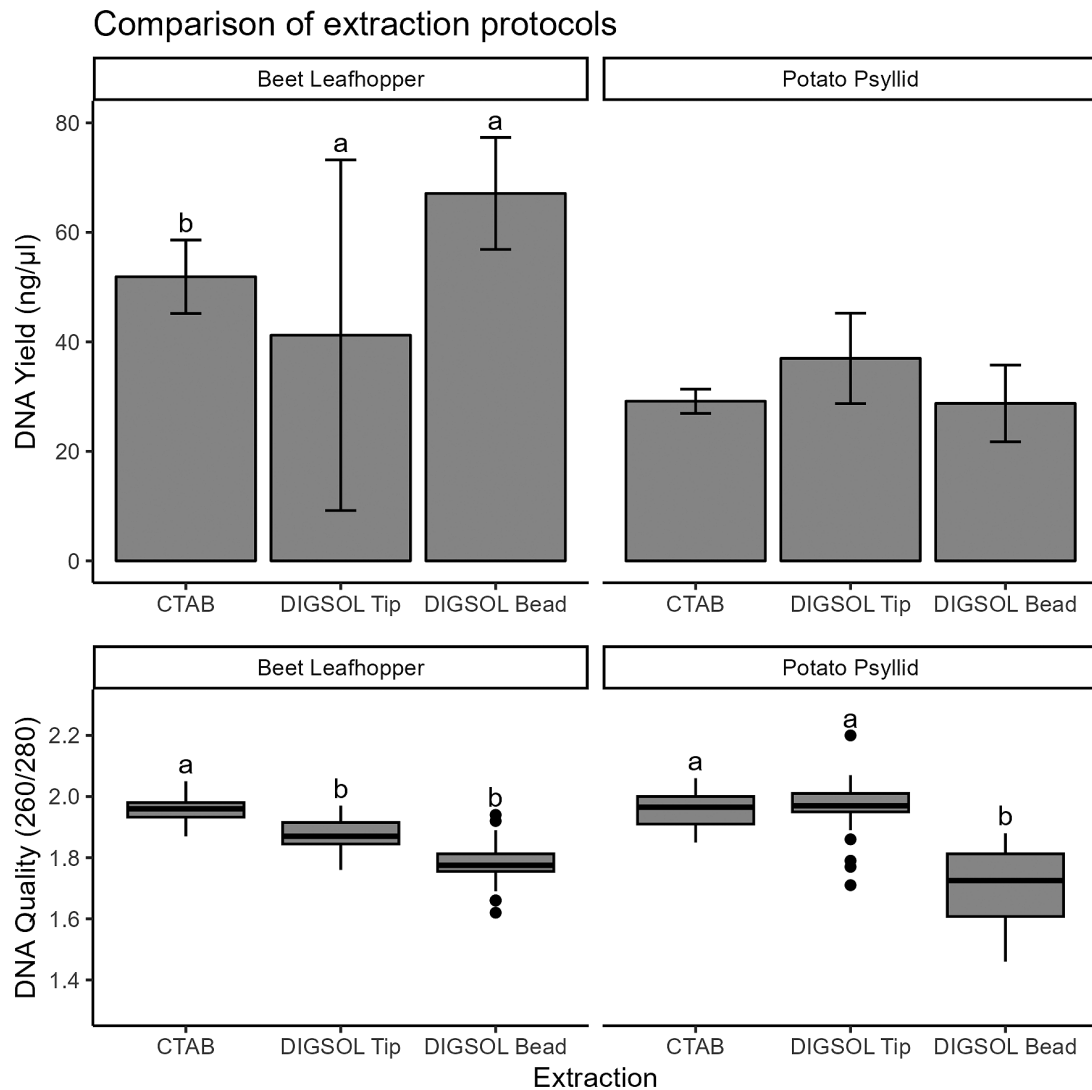 Comparison of extraction protocols
Beet Leafhopper
Potato Psyllid
DNA Yield (ng/µl)
80
60
40
20
0
b
a
a
CTAB
DIGSOL Tip
DIGSOL Bead
CTAB
DIGSOL Tip
DIGSOL Bead
Beet Leafhopper
Potato Psyllid
DNA Quality (260/280)
2.2
2.0
1.8
1.6
1.4
a
b
b
a
a
b
CTAB
DIGSOL Tip
DIGSOL Bead
CTAB
DIGSOL Tip
DIGSOL Bead
Extraction